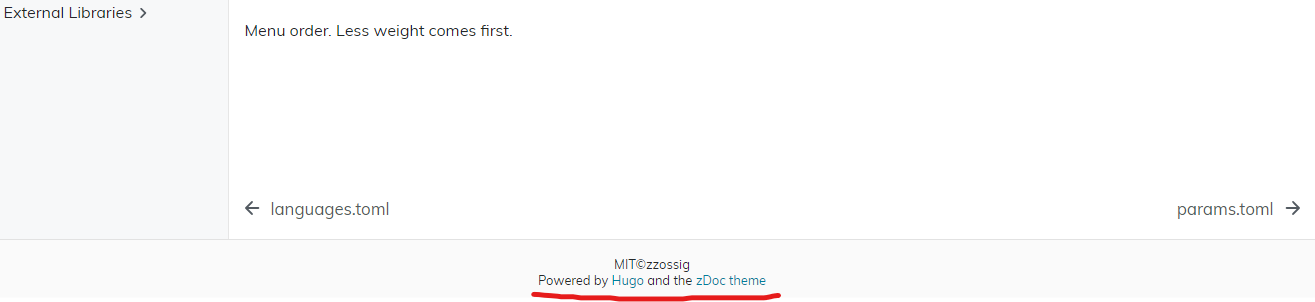 External Libraries
Menu order. Less weight comes first.
languages.toml
params.toml
MIT©zzossig
Powered by Hugo and the zDoc theme